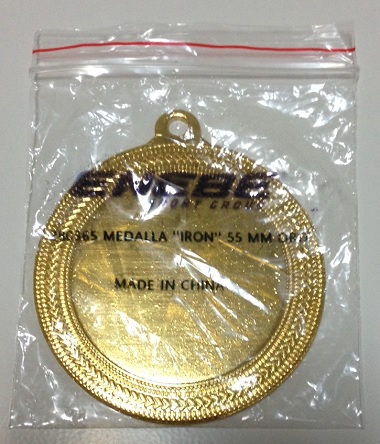 SPORT GROUP
MEDALLA "IRON" 55 MM ORO
MADE IN CHINA